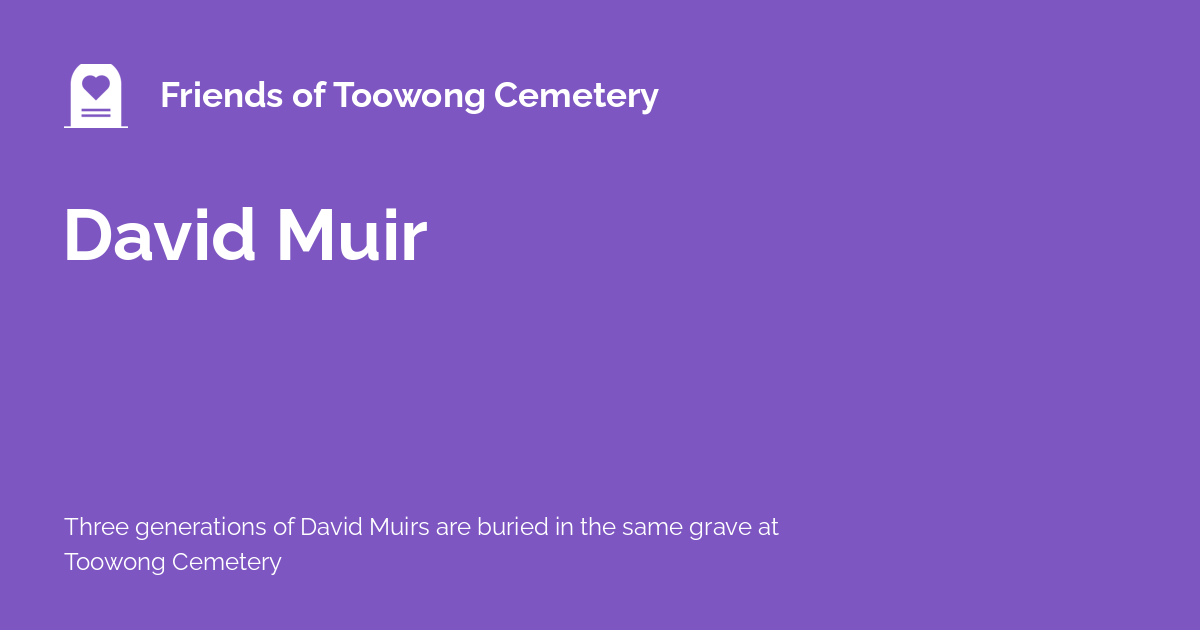 Friends of Toowong Cemetery
David Muir
Three generations of David Muirs are buried in the same grave at
Toowong Cemetery